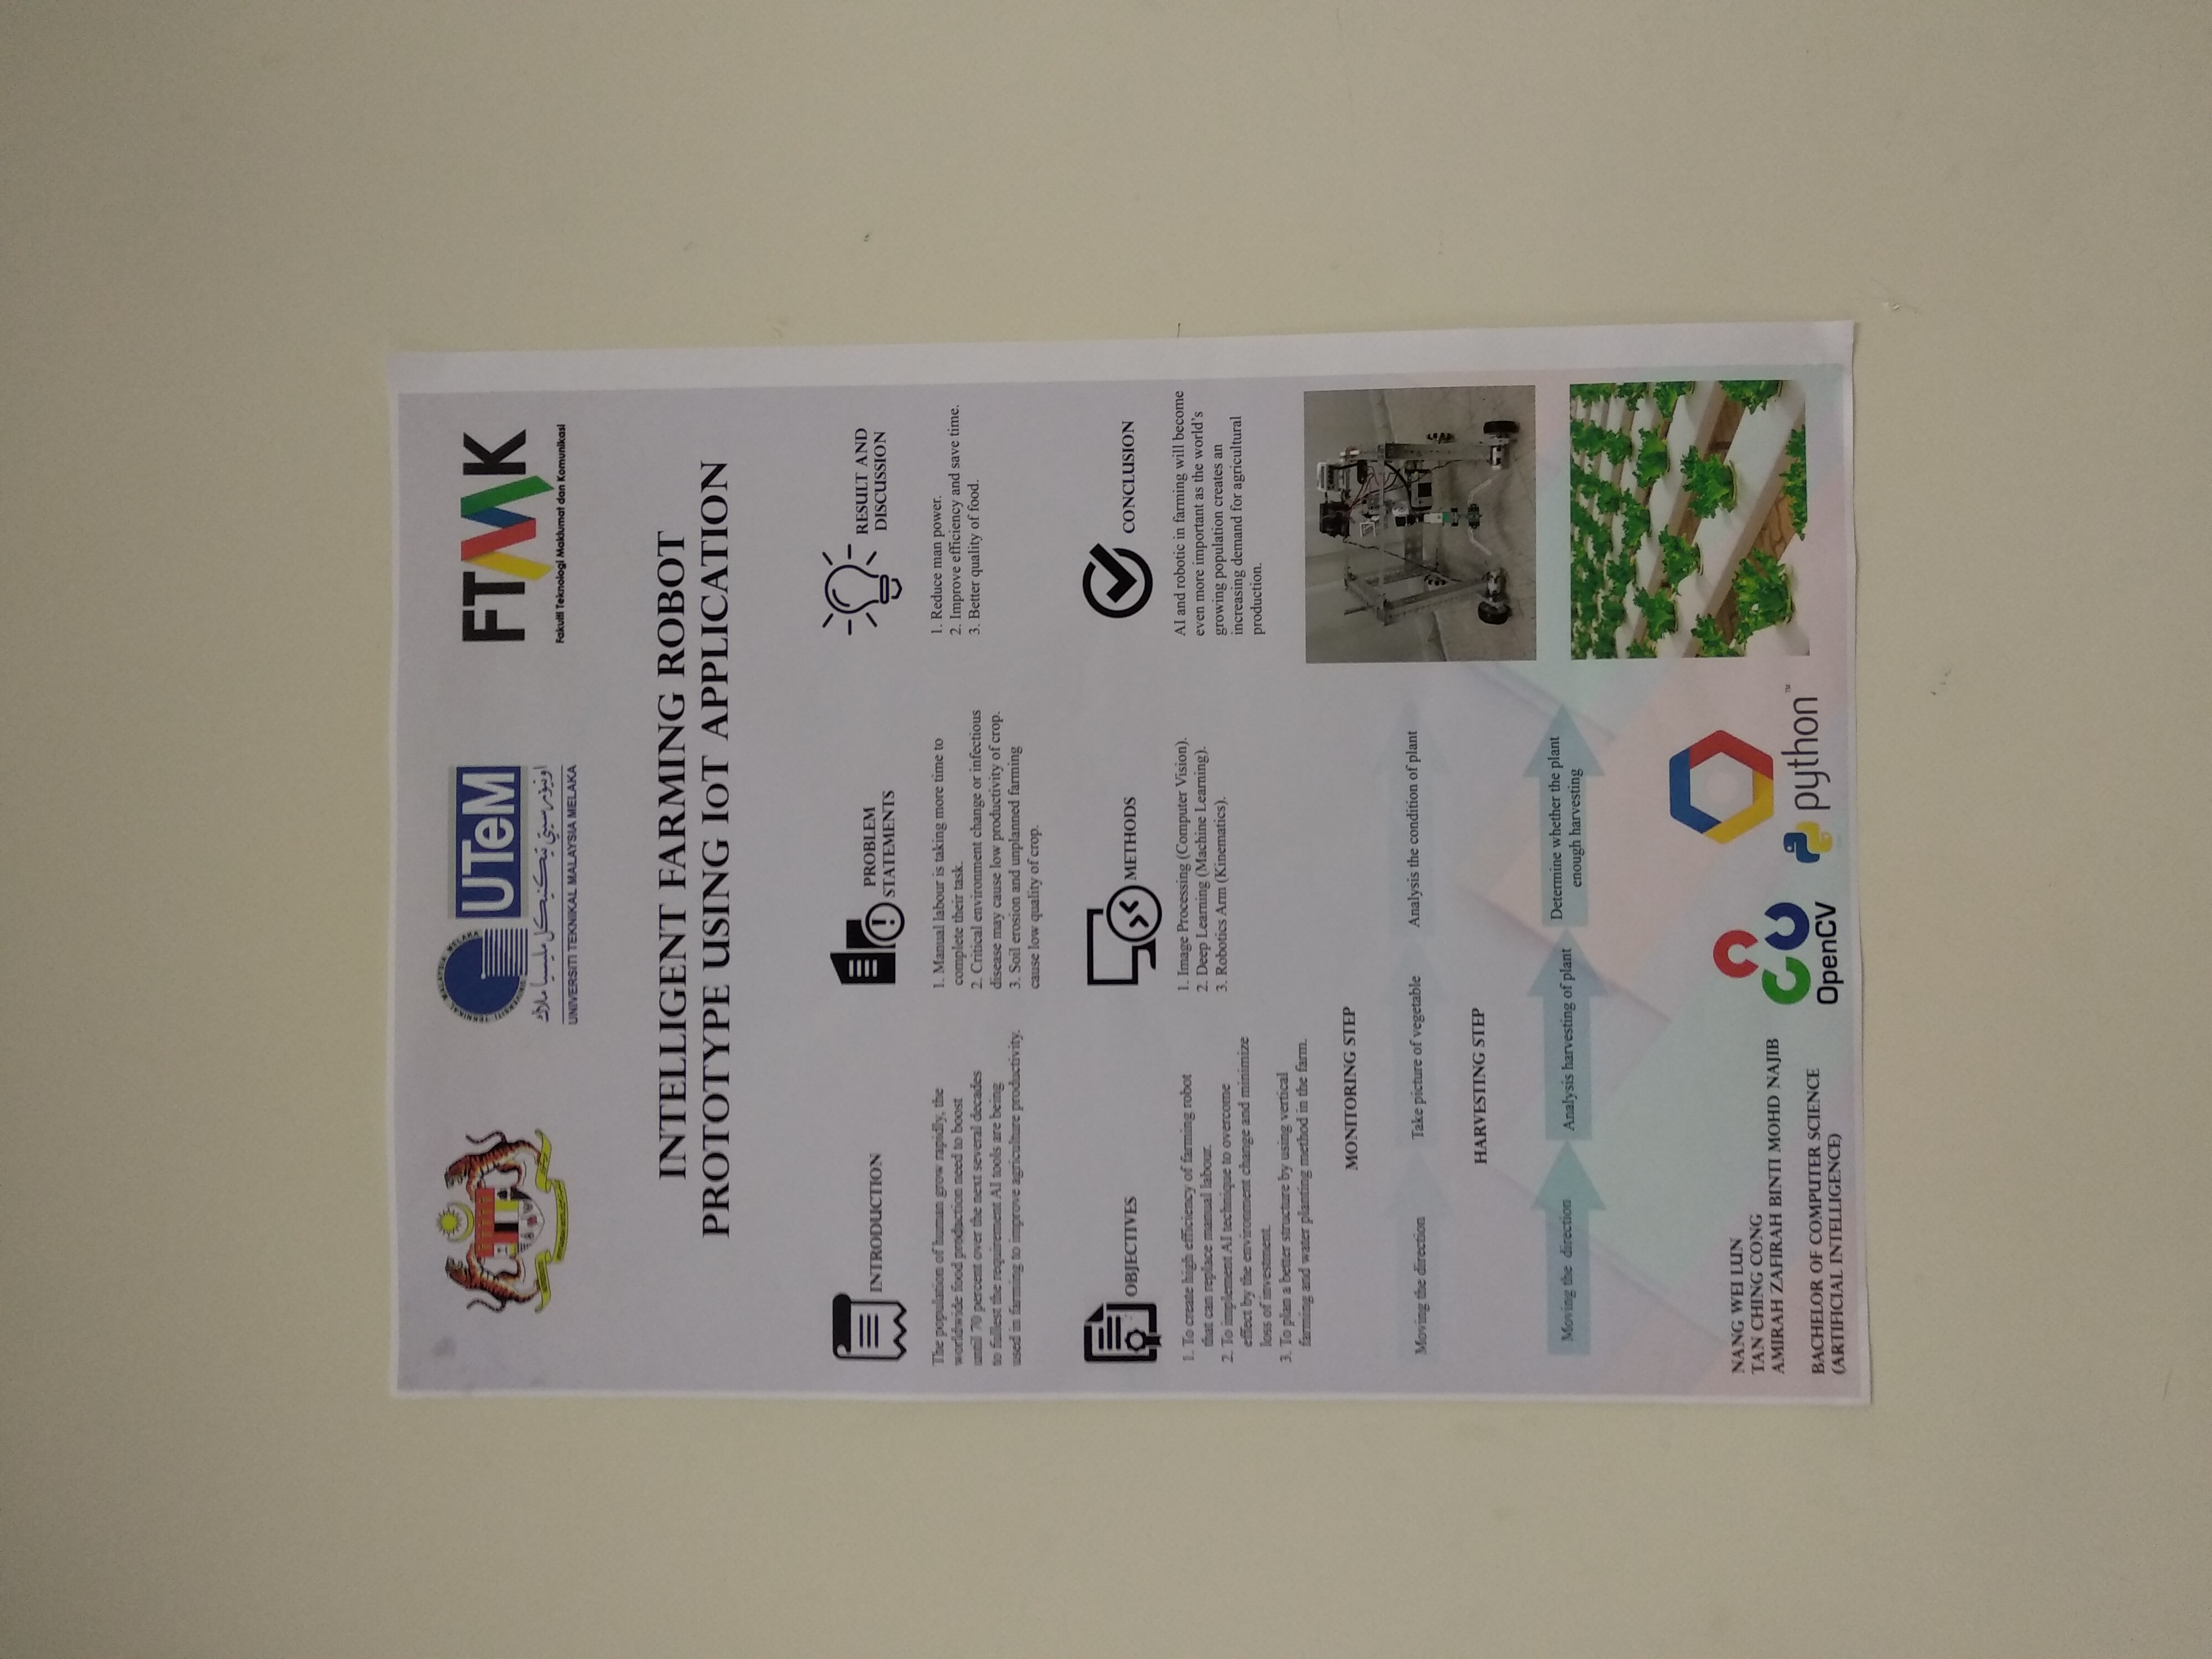 UNIVERSITI TEKNIKAL MALAYSIA MELAKA
UTeM
اونيۏرسيتي تيكنيكل مليسيا ملاك
UNIVERSITI TEKNIKAL MALAYSIA MELAKA
FTMK
Fakulti Teknologi Maklumat dan Komunikasi
INTELLIGENT FARMING ROBOT
PROTOTYPE USING IoT APPLICATION
INTRODUCTION
The population of human grow rapidly, the
worldwide food production need to boost
until 70 percent over the next several decades
to fullest the requirement AI tools are being
used in farming to improve agriculture productivity.
PROBLEM
STATEMENTS
1. Manual labour is taking more time to
complete their task.
2. Critical environment change or infectious
disease may cause low productivity of crop.
3. Soil erosion and unplanned farming
cause low quality of crop.
RESULT AND
DISCUSSION
1. Reduce man power.
2. Improve efficiency and save time.
3. Better quality of food.
OBJECTIVES
1. To create high efficiency of farming robot
that can replace manual labour.
2. To implement AI technique to overcome
effect by the environment change and minimize
loss of investment.
3. To plan a better structure by using vertical
farming and water planting method in the farm.
METHODS
1. Image Processing (Computer Vision).
2. Deep Learning (Machine Learning).
3. Robotics Arm (Kinematics).
CONCLUSION
AI and robotic in farming will become
even more important as the world's
growing population creates an
increasing demand for agricultural
production.
MONITORING STEP
Moving the direction
Take picture of vegetable
Analysis the condition of plant
HARVESTING STEP
Moving the direction
Analysis harvesting of plant
Determine whether the plant
enough harvesting
NANG WEI LUN
TAN CHING CONG
AMIRAH ZAFIRAH BINTI MOHD NAJIB
BACHELOR OF COMPUTER SCIENCE
(ARTIFICIAL INTELLIGENCE)
OpenCV
python™